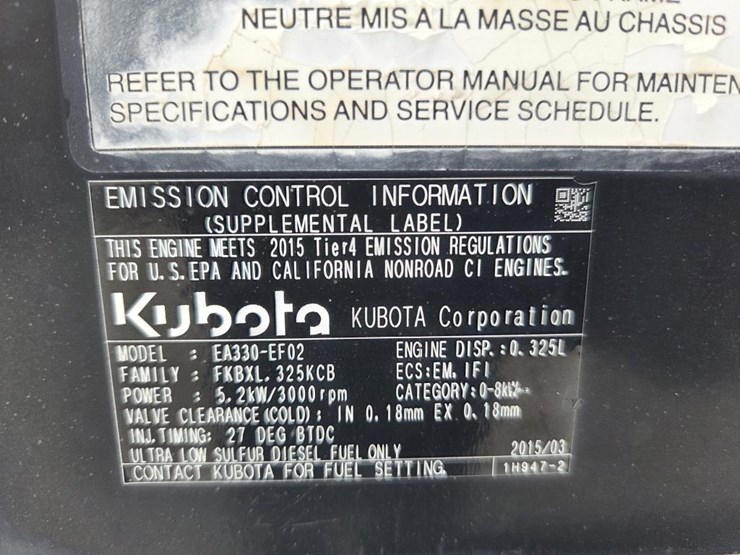 NEUTRE MIS A LA MASSE AU CHASSIS
REFER TO THE OPERATOR MANUAL FOR MAINTEN
SPECIFICATIONS AND SERVICE SCHEDULE.
EMISSION CONTROL INFORMATION
(SUPPLEMENTAL LABEL)
THIS ENGINE MEETS 2015 Tier4 EMISSION REGULATIONS
FOR U.S.EPA AND CALIFORNIA NONROAD CI ENGINES.
Kubota KUBOTA Corporation
MODEL : EA330-EF02 ENGINE DISP.:0.325L
FAMILY : FKBXL.325KCB ECS:EM, IFI
POWER : 5.2kW/3000rpm CATEGORY:0-8kW
VALVE CLEARANCE(COLD): IN 0.18mm EX 0.18mm
INJ.TIMING: 27 DEG BTDC
ULTRA LOW SULFUR DIESEL FUEL ONLY 2015/03
CONTACT KUBOTA FOR FUEL SETTING. 1H947-2